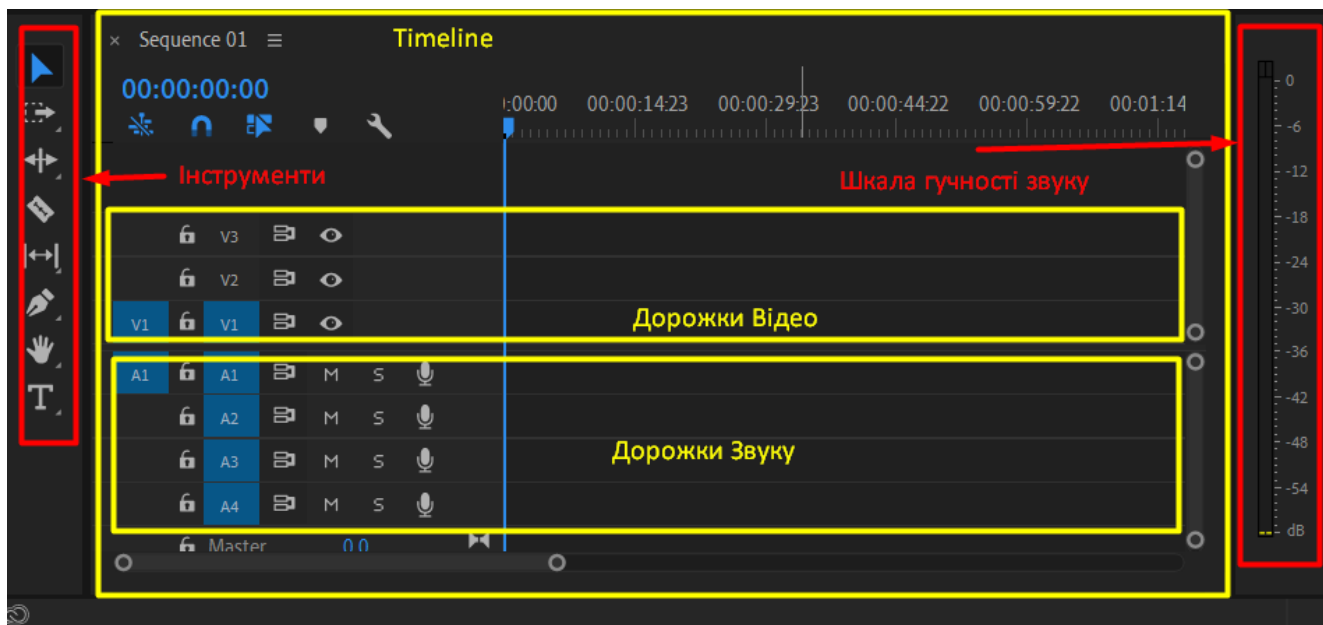 × Sequence 01 ≡
Timeline
00:00:00:00
:00:00 00:00:14:23 00:00:29:23 00:00:44:22 00:00:59:22 00:01:14
Інструменти
Шкала гучності звуку
V3
V2
V1 V1
Дорожки Відео
A1 A1 M S
A2 M S
A3 M S
Дорожки Звуку
A4 M S
Master 0.0
T
0
-6
-12
-18
-24
-30
-36
-42
-48
-54
dB